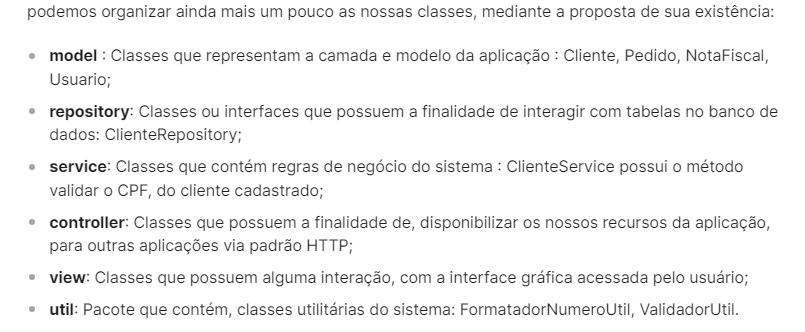 podemos organizar ainda mais um pouco as nossas classes, mediante a proposta de sua existência:
model : Classes que representam a camada e modelo da aplicação : Cliente, Pedido, NotaFiscal,
Usuario;
repository: Classes ou interfaces que possuem a finalidade de interagir com tabelas no banco de
dados: ClienteRepository;
service: Classes que contém regras de negócio do sistema : ClienteService possui o método
validar o CPF, do cliente cadastrado;
controller: Classes que possuem a finalidade de, disponibilizar os nossos recursos da aplicação,
para outras aplicações via padrão HTTP;
view: Classes que possuem alguma interação, com a interface gráfica acessada pelo usuário;
util: Pacote que contém, classes utilitárias do sistema: FormatadorNumeroUtil, ValidadorUtil.